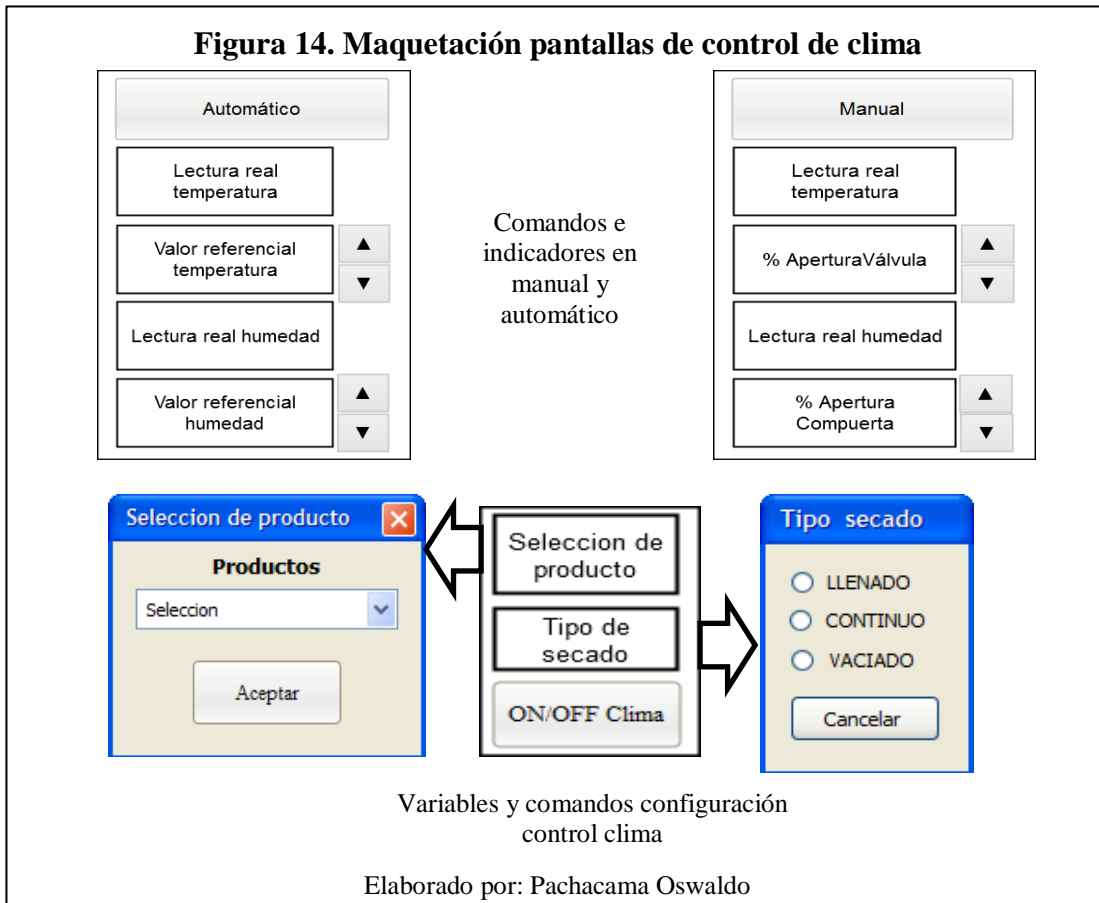 Figura 14. Maquetación pantallas de control de clima
Automático
Lectura real
temperatura
Valor referencial
temperatura
▲
▼
Lectura real humedad
Valor referencial
humedad
▲
▼
Comandos e
indicadores en
manual y
automático
Manual
Lectura real
temperatura
% AperturaVálvula
▲
▼
Lectura real humedad
% Apertura
Compuerta
▲
▼
Seleccion de producto
Productos
Seleccion
Aceptar
Seleccion de
producto
Tipo de
secado
ON/OFF Clima
Tipo secado
LLENADO
CONTINUO
VACIADO
Cancelar
Variables y comandos configuración
control clima
Elaborado por: Pachacama Oswaldo